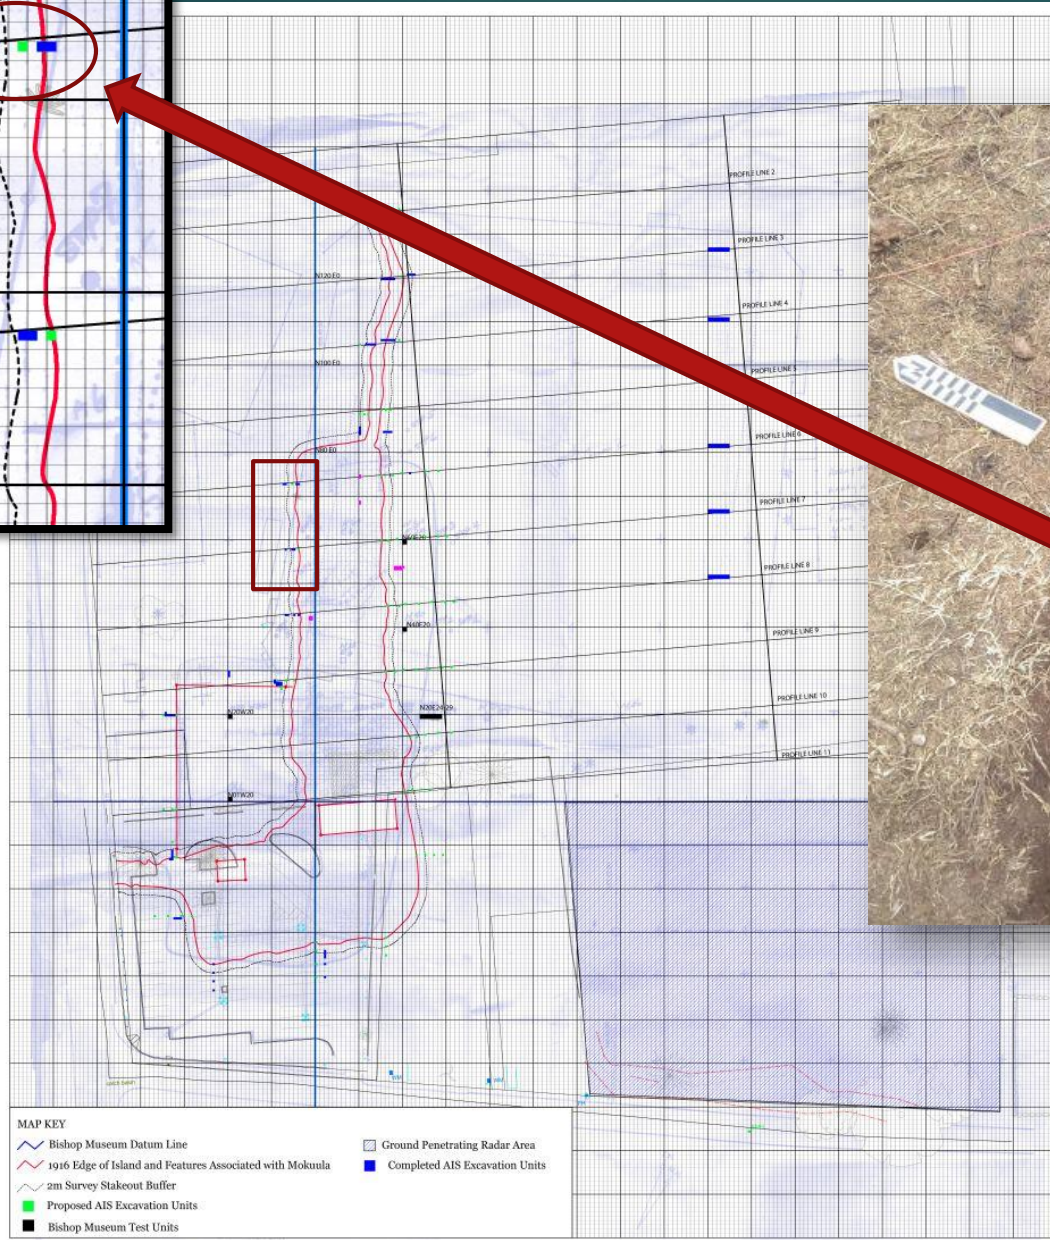 PROFILE LINE 2
PROFILE LINE 3
N120 E0
PROFILE LINE 4
N100 E0
PROFILE LINE 5
PROFILE LINE 6
N80 E0
PROFILE LINE 7
PROFILE LINE 8
N40E20
PROFILE LINE 9
PROFILE LINE 10
N20W20
N20E24-29
PROFILE LINE 11
N
MAP KEY
Bishop Museum Datum Line
1916 Edge of Island and Features Associated with Mokuula
2m Survey Stakeout Buffer
Proposed AIS Excavation Units
Bishop Museum Test Units
Ground Penetrating Radar Area
Completed AIS Excavation Units